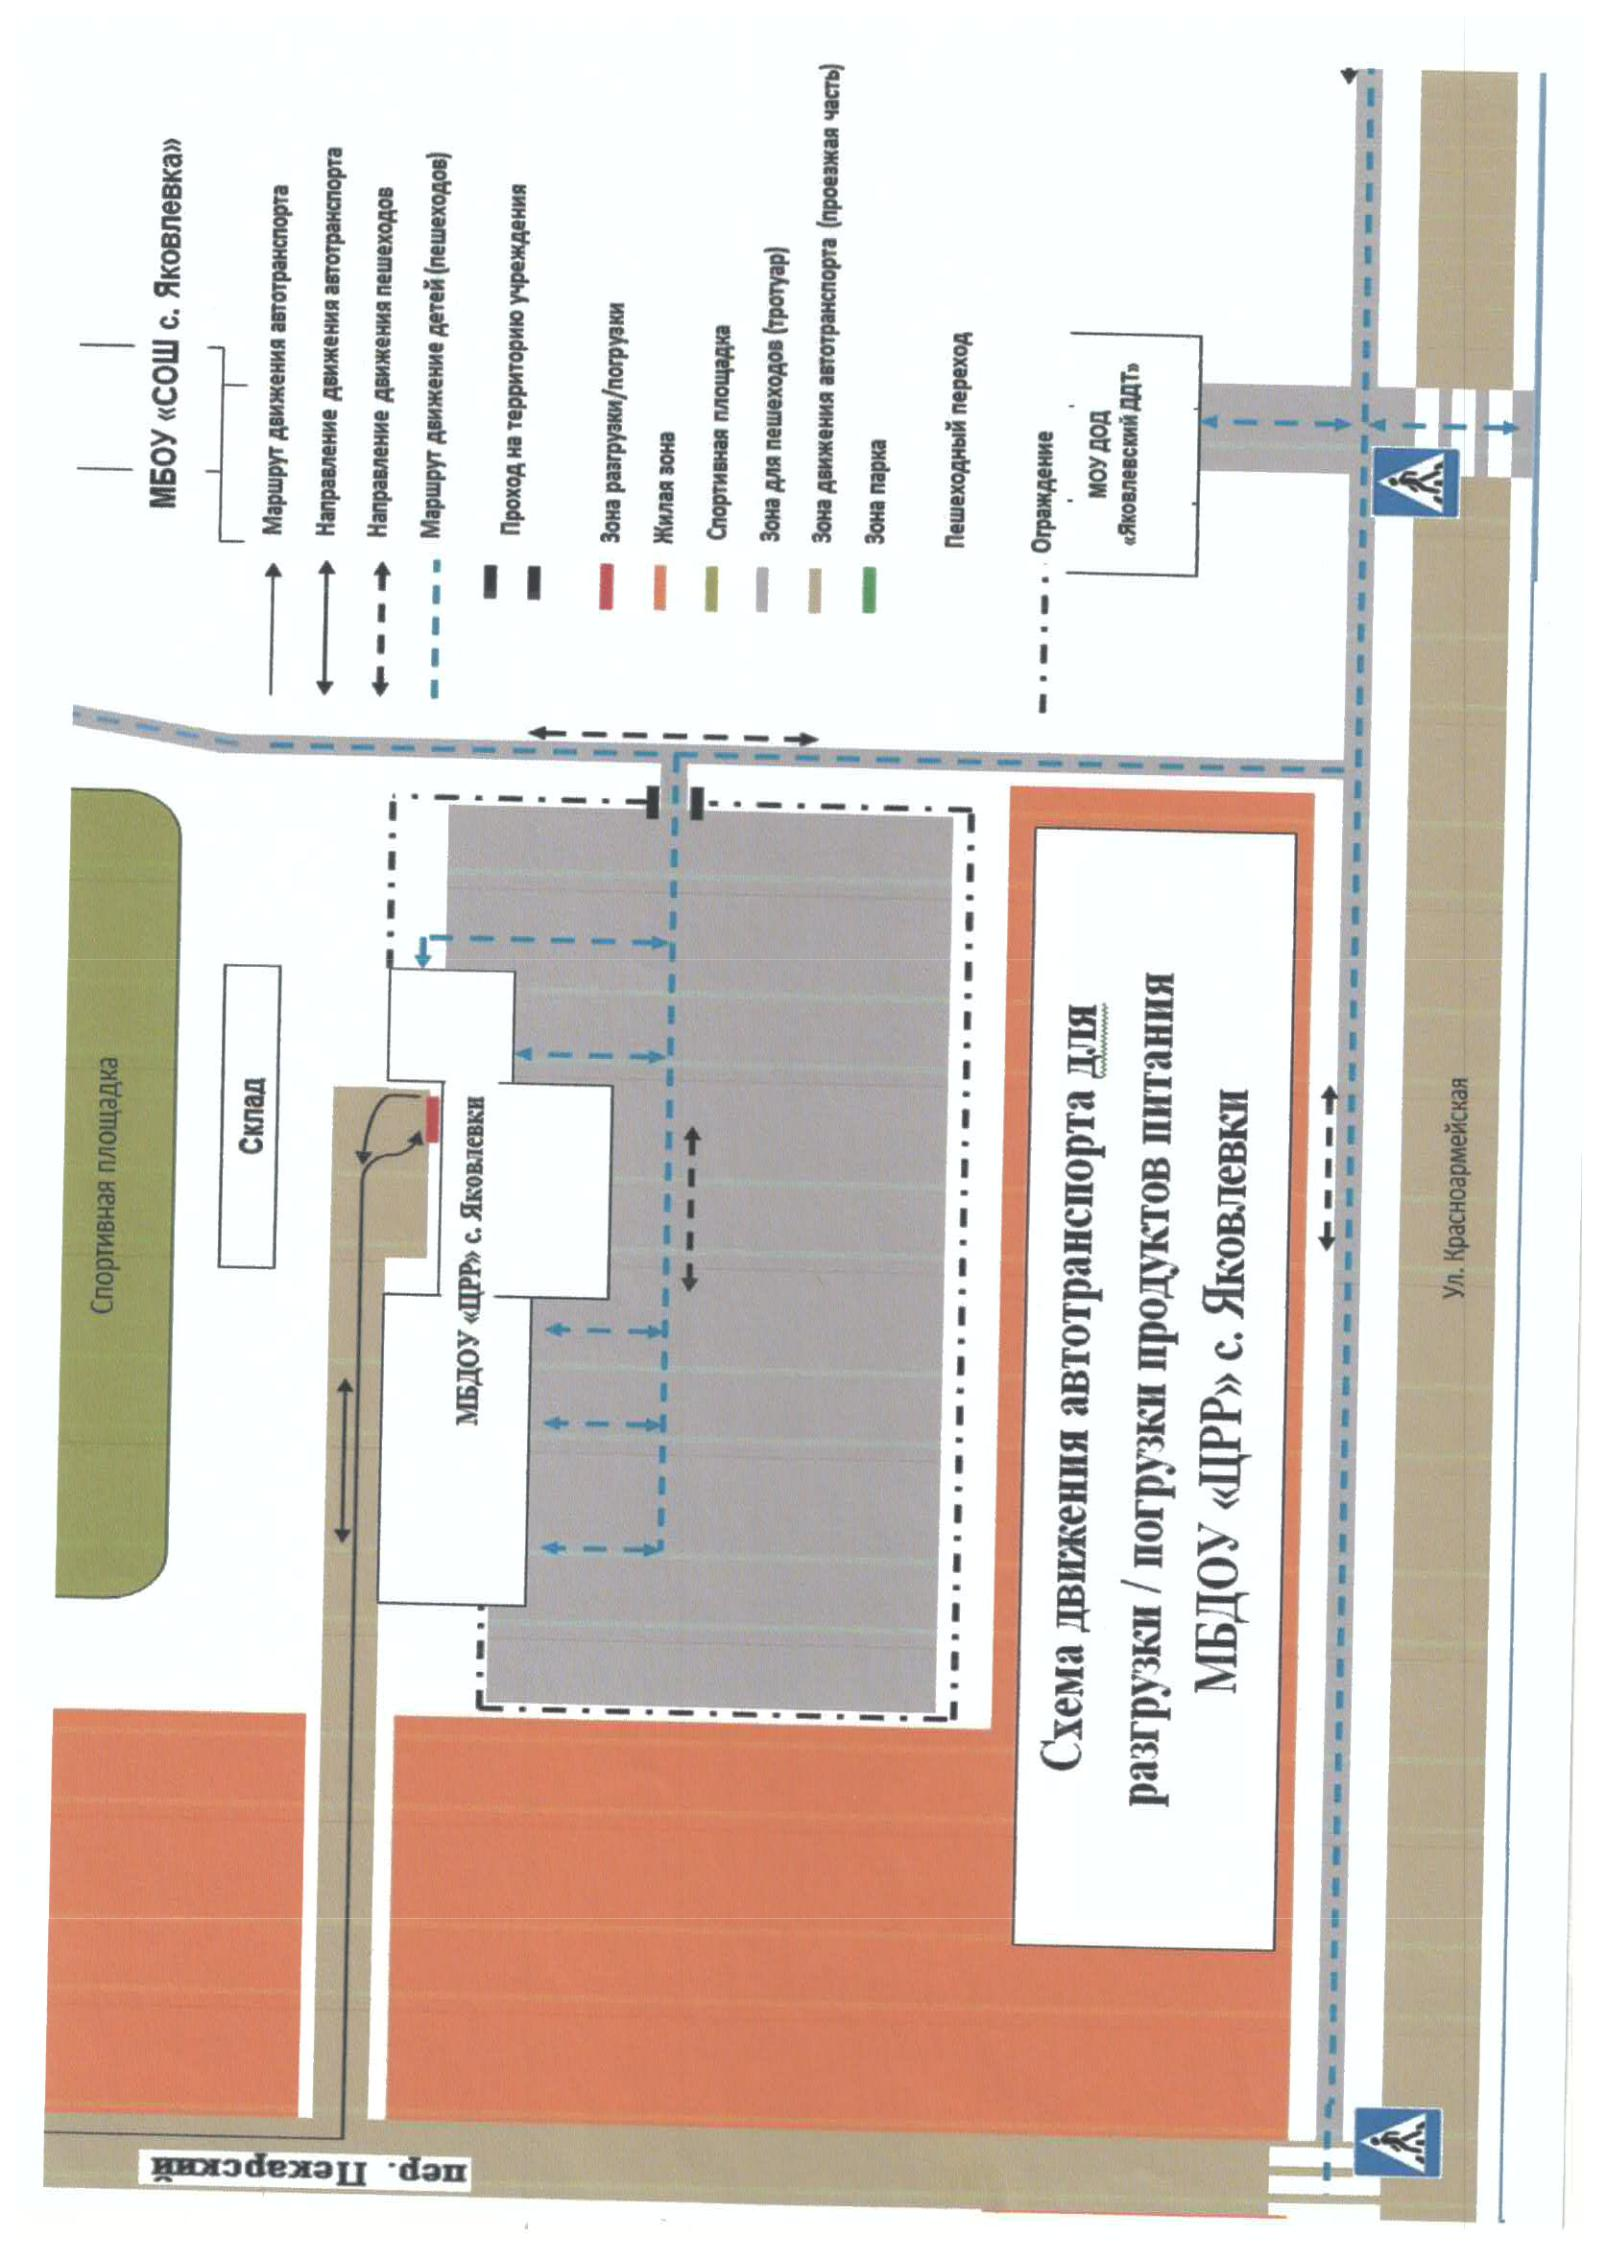 МБОУ «СОШ с. Яковлевка»
Маршрут движения автотранспорта
Направление движения автотранспорта
Направление движения пешеходов
Маршрут движение детей (пешеходов)
Проход на территорию учреждения
Зона разгрузки/погрузки
Жилая зона
Спортивная площадка
Зона для пешеходов (тротуар)
Зона движения автотранспорта (проезжая часть)
Зона парка
Пешеходный переход
Ограждение
МОУ ДОД
«Яковлевский ДДТ»
Спортивная площадка
Склад
МБДОУ «ЦРР» с. Яковлевки
Схема движения автотранспорта для
разгрузки / погрузки продуктов питания
МБДОУ «ЦРР» с. Яковлевки
Ул. Красноармейская
пер. Пекарский